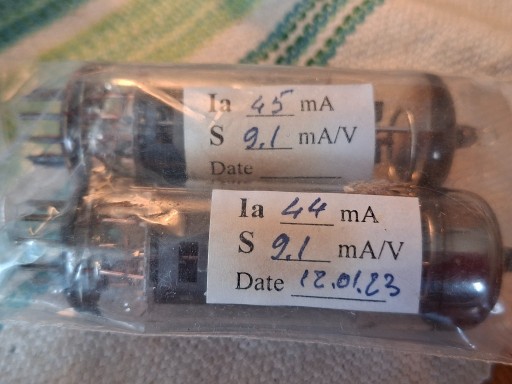 Ia 45 mA
S 9,1 mA/V
Date
Ia 44 mA
S 9,1 mA/V
Date 12.01.23